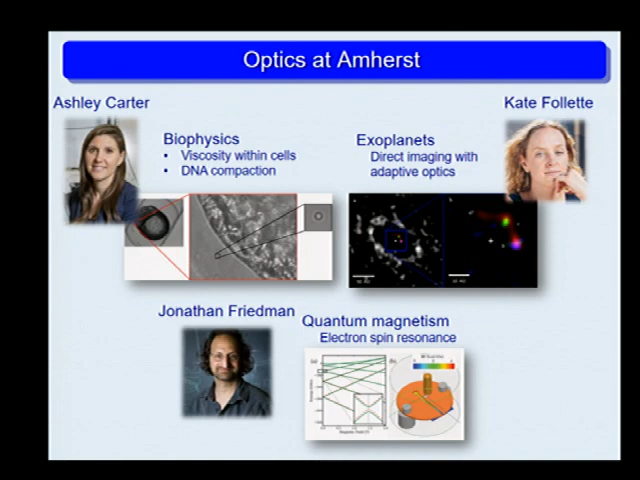 Optics at Amherst
Ashley Carter
Kate Follette
Biophysics
• Viscosity within cells
• DNA compaction
Exoplanets
Direct imaging with
adaptive optics
Jonathan Friedman
Quantum magnetism
Electron spin resonance
(a)
(b)